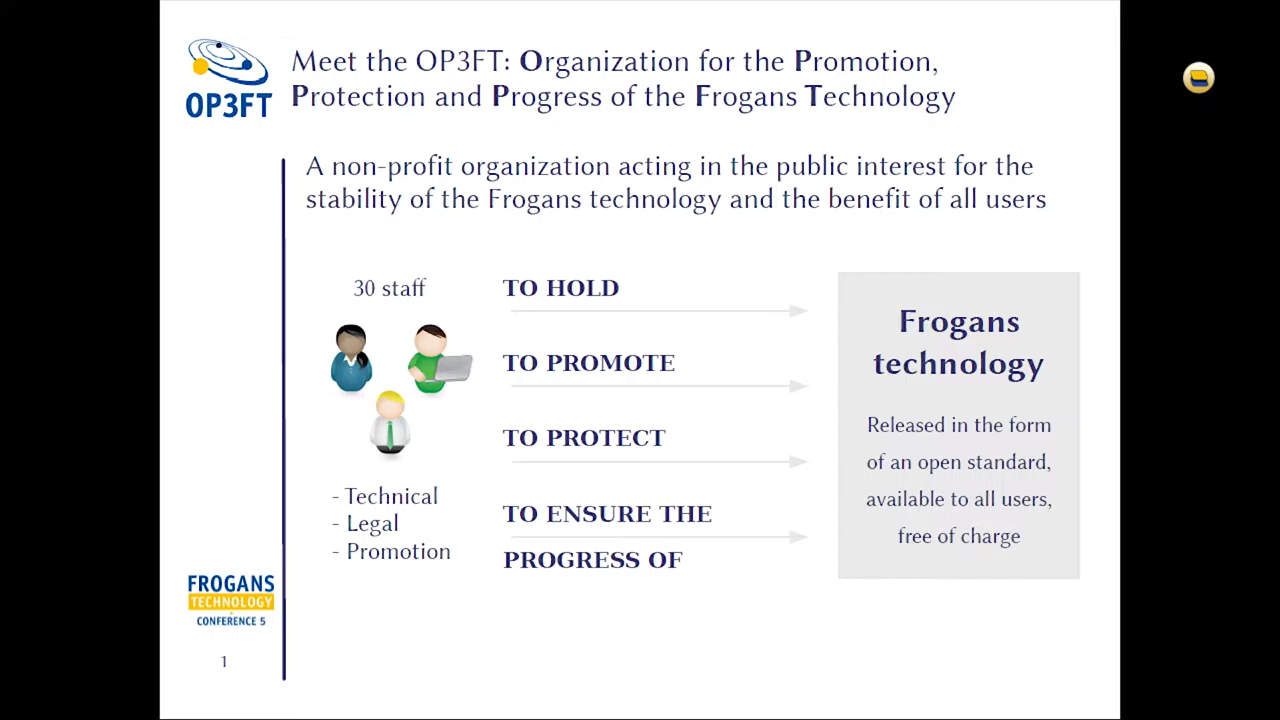 OP3FT
Meet the OP3FT: Organization for the Promotion,
Protection and Progress of the Frogans Technology
A non-profit organization acting in the public interest for the
stability of the Frogans technology and the benefit of all users
30 staff
- Technical
- Legal
- Promotion
TO HOLD
TO PROMOTE
TO PROTECT
TO ENSURE THE
PROGRESS OF
Frogans
technology
Released in the form
of an open standard,
available to all users,
free of charge
FROGANS
TECHNOLOGY
CONFERENCE 5
1